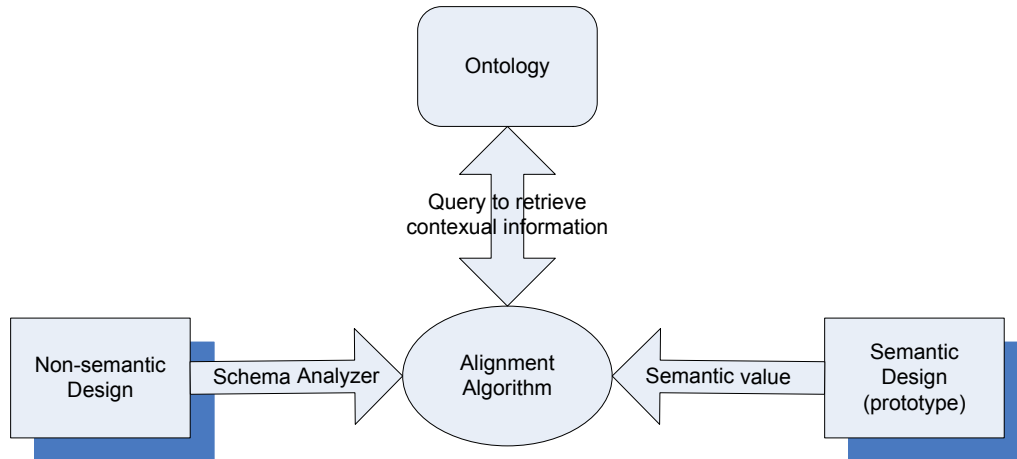 Ontology
Query to retrieve
contexual information
Non-semantic
Design
Schema Analyzer
Alignment
Algorithm
Semantic value
Semantic
Design
(prototype)